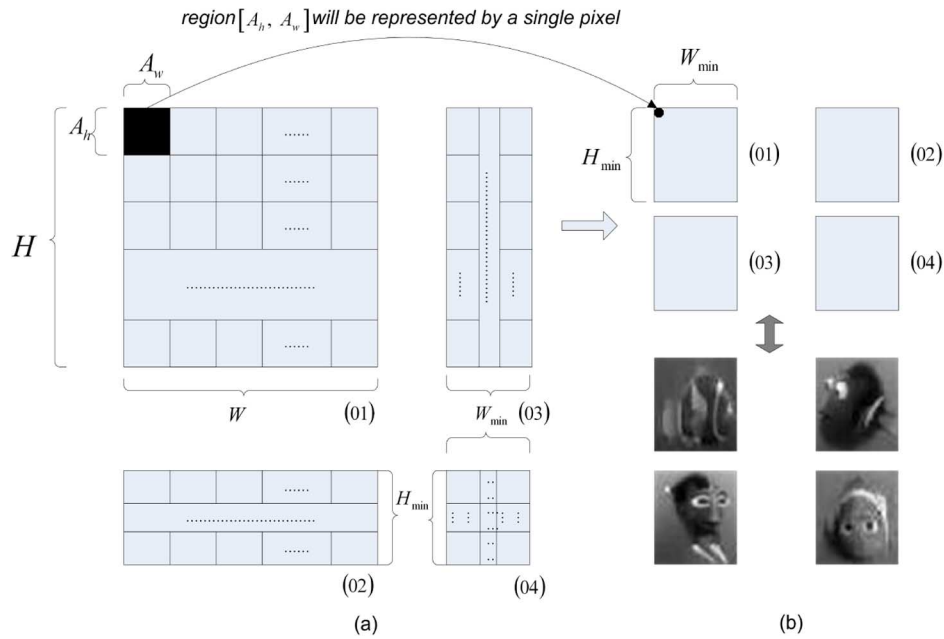 region [A_h, A_w] will be represented by a single pixel
A_w
W_min
A_h
......
H_min
(01)
(02)
......
......
H
(03)
(04)
..............................
......
W
(01)
W_min
(03)
......
H_min
..............................
......
(02)
(04)
(a)
(b)